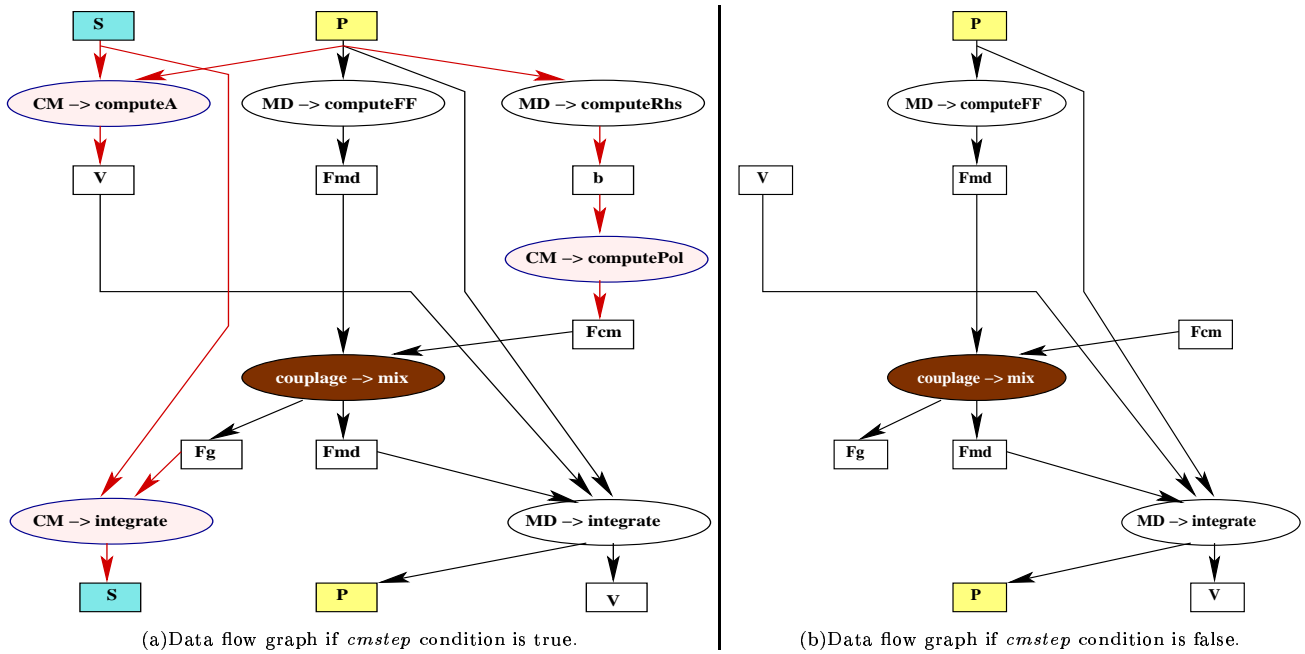 S
P
CM –> computeA
MD –> computeFF
MD –> computeRhs
V
Fmd
b
CM –> computePol
Fcm
couplage –> mix
Fg
Fmd
CM –> integrate
MD –> integrate
S
P
V
(a)Data flow graph if cmstep condition is true.
P
MD –> computeFF
V
Fmd
Fcm
couplage –> mix
Fg
Fmd
MD –> integrate
P
V
(b)Data flow graph if cmstep condition is false.